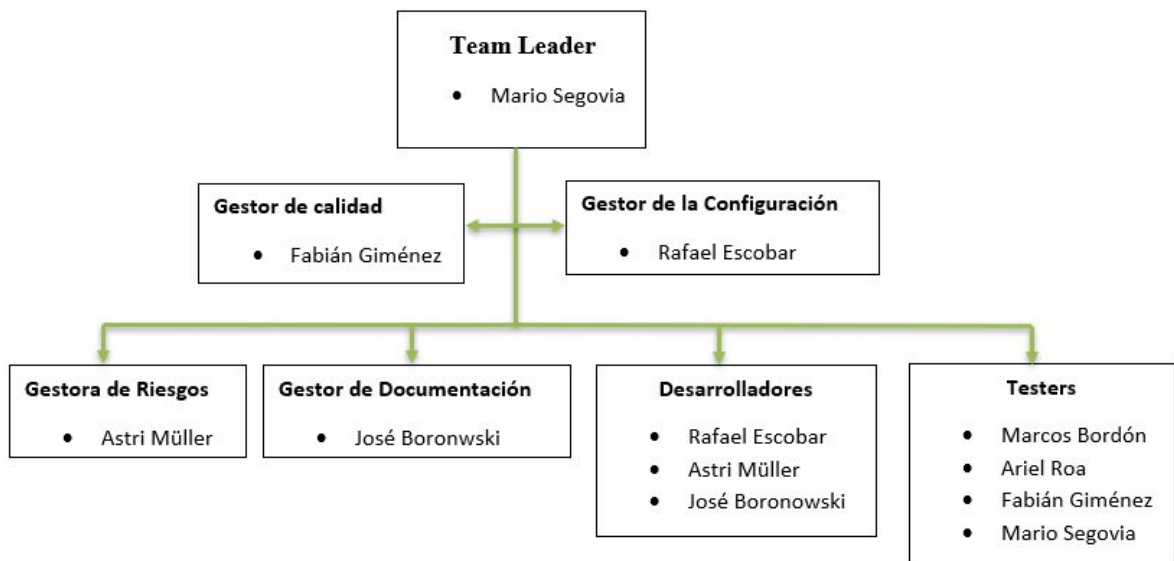 Team Leader
• Mario Segovia
Gestor de calidad
• Fabián Giménez
Gestor de la Configuración
• Rafael Escobar
Gestora de Riesgos
• Astri Müller
Gestor de Documentación
• José Boronwski
Desarrolladores
• Rafael Escobar
• Astri Müller
• José Boronowski
Testers
• Marcos Bordón
• Ariel Roa
• Fabián Giménez
• Mario Segovia